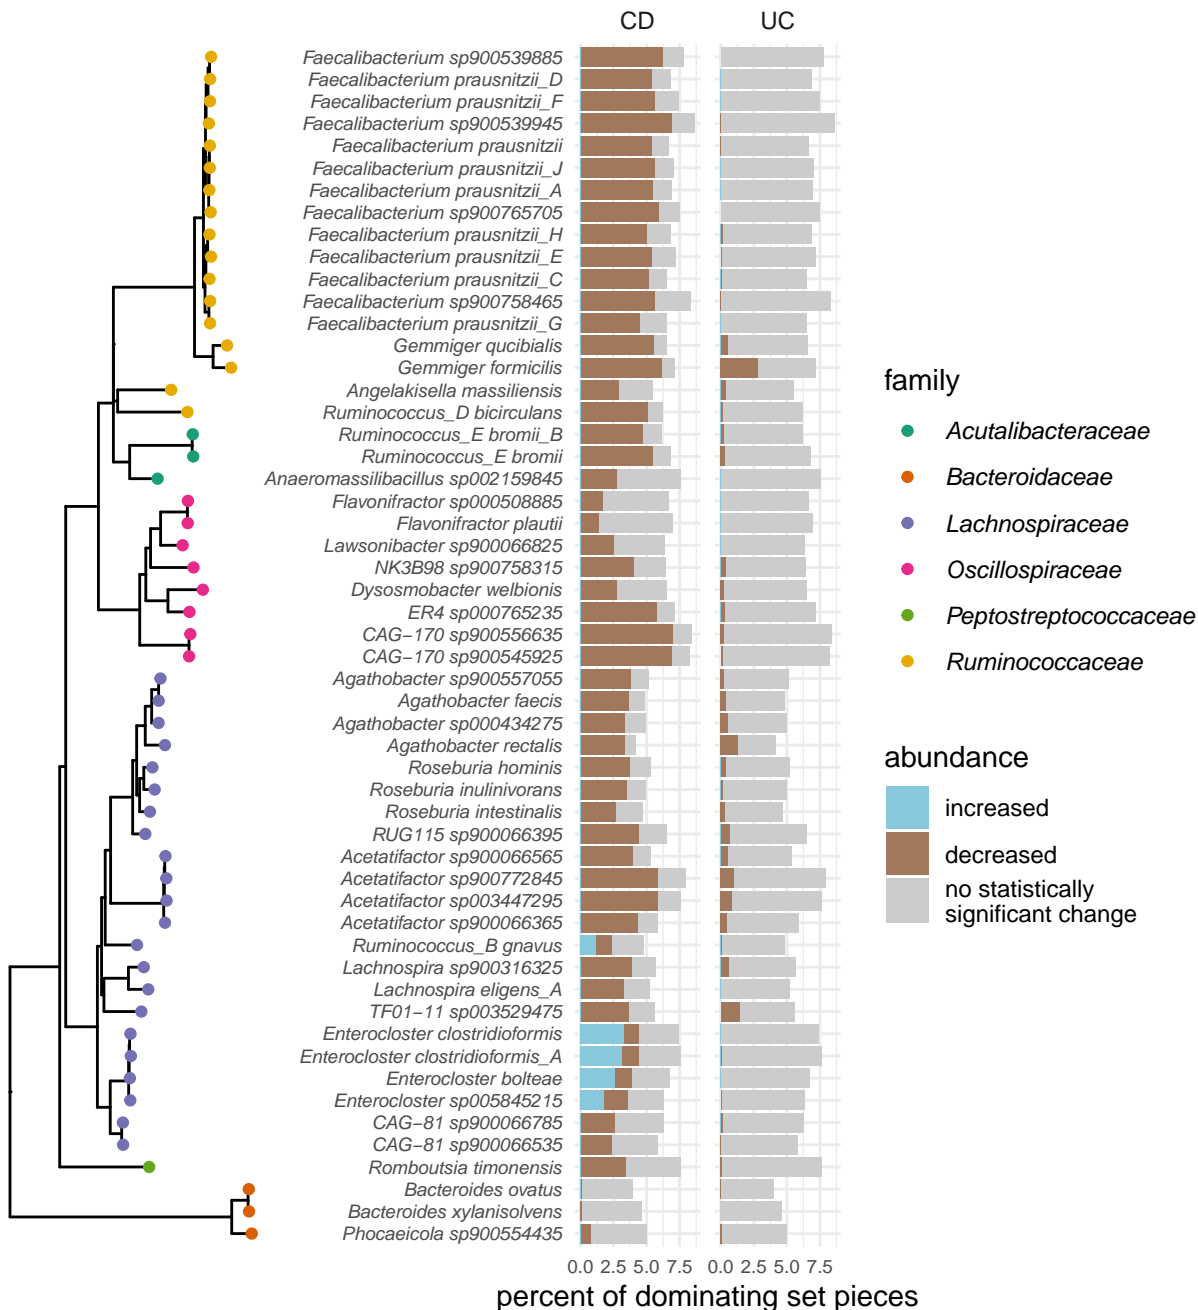 CD UC
Faecalibacterium sp900539885
Faecalibacterium prausnitzii_D
Faecalibacterium prausnitzii_F
Faecalibacterium sp900539945
Faecalibacterium prausnitzii
Faecalibacterium prausnitzii_J
Faecalibacterium prausnitzii_A
Faecalibacterium sp900765705
Faecalibacterium prausnitzii_H
Faecalibacterium prausnitzii_E
Faecalibacterium prausnitzii_C
Faecalibacterium sp900758465
Faecalibacterium prausnitzii_G
Gemmiger qucibialis
Gemmiger formicilis
Angelakisella massiliensis
Ruminococcus_D bicirculans
Ruminococcus_E bromii_B
Ruminococcus_E bromii
Anaeromassilibacillus sp002159845
Flavonifractor sp000508885
Flavonifractor plautii
Lawsonibacter sp900066825
NK3B98 sp900758315
Dysosmobacter welbionis
ER4 sp000765235
CAG−170 sp900556635
CAG−170 sp900545925
Agathobacter sp900557055
Agathobacter faecis
Agathobacter sp000434275
Agathobacter rectalis
Roseburia hominis
Roseburia inulinivorans
Roseburia intestinalis
RUG115 sp900066395
Acetatifactor sp900066565
Acetatifactor sp900772845
Acetatifactor sp003447295
Acetatifactor sp900066365
Ruminococcus_B gnavus
Lachnospira sp900316325
Lachnospira eligens_A
TF01−11 sp003529475
Enterocloster clostridioformis
Enterocloster clostridioformis_A
Enterocloster bolteae
Enterocloster sp005845215
CAG−81 sp900066785
CAG−81 sp900066535
Romboutsia timonensis
Bacteroides ovatus
Bacteroides xylanisolvens
Phocaeicola sp900554435
0.0 2.5 5.0 7.5 0.0 2.5 5.0 7.5
percent of dominating set pieces
family
Acutalibacteraceae
Bacteroidaceae
Lachnospiraceae
Oscillospiraceae
Peptostreptococcaceae
Ruminococcaceae
abundance
increased
decreased
no statistically
significant change